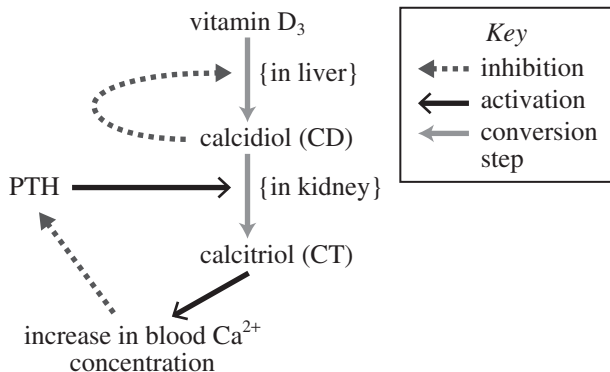 vitamin D₃
{in liver}
calcidiol (CD)
PTH
{in kidney}
calcitriol (CT)
increase in blood Ca²⁺
concentration
Key
inhibition
activation
conversion
step